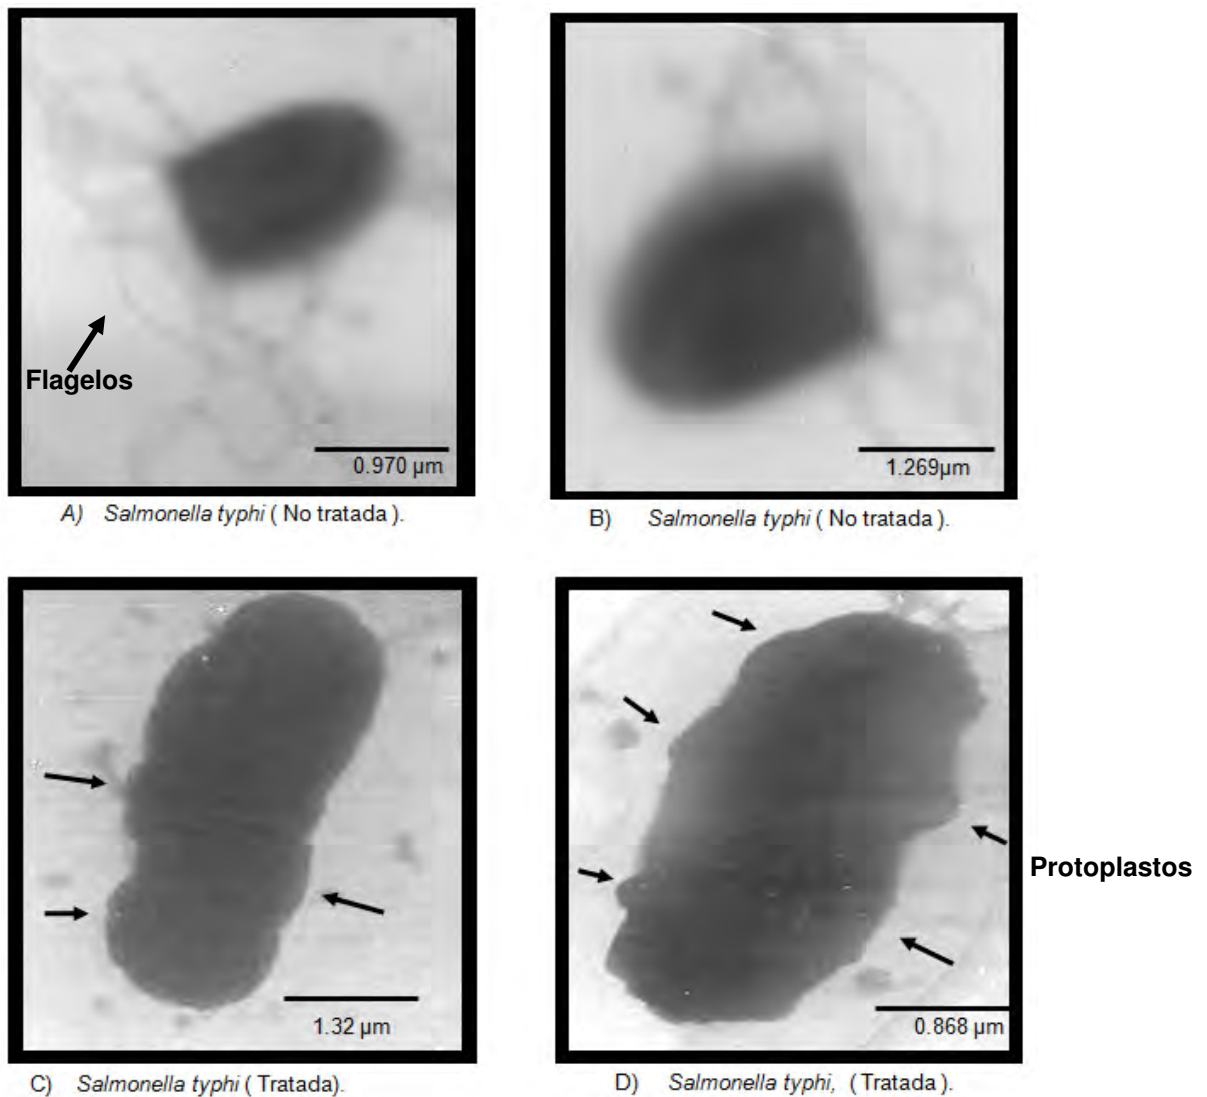 Flagelos
0.970 µm
1.269µm
A) Salmonella typhi ( No tratada ).
B) Salmonella typhi ( No tratada ).
Protoplastos
1.32 µm
0.868 µm
C) Salmonella typhi ( Tratada).
D) Salmonella typhi, ( Tratada ).